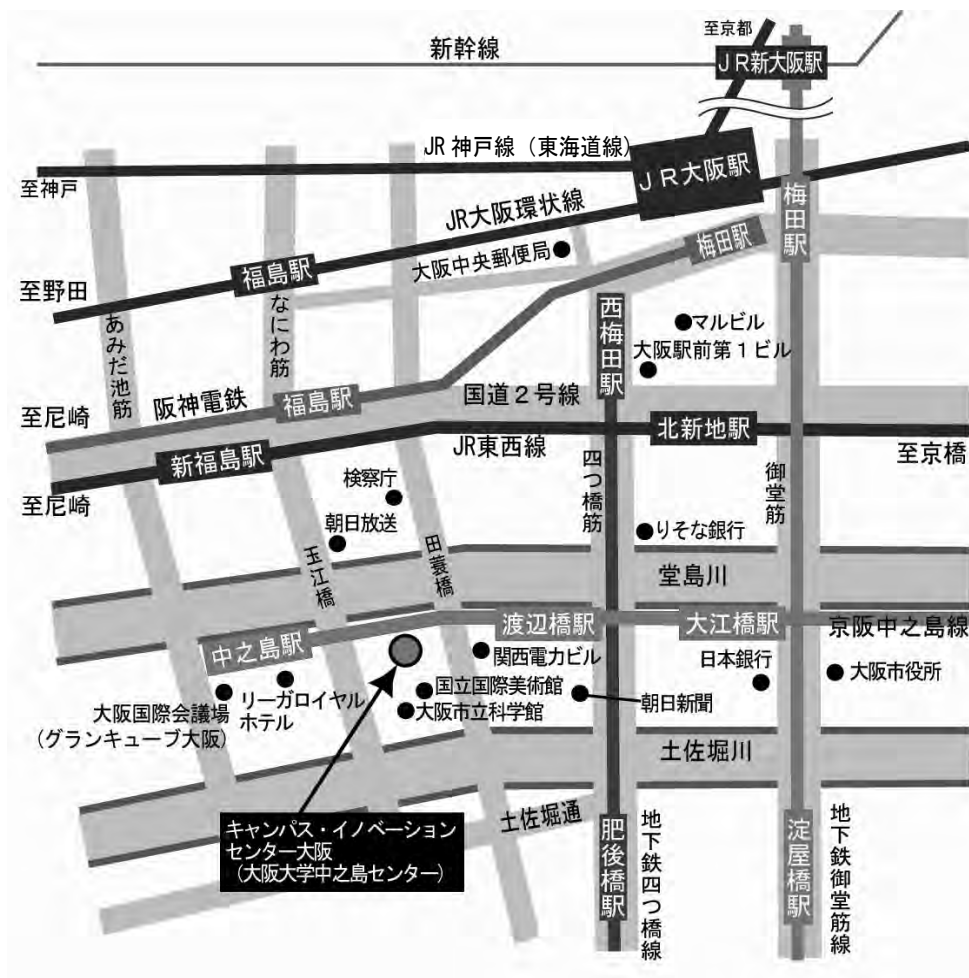 至京都
新幹線
ＪＲ新大阪駅
JR 神戸線（東海道線）
ＪＲ大阪駅
至神戸
JR大阪環状線
梅田駅
梅田駅
福島駅
大阪中央郵便局
至野田
なにわ筋
あみだ池筋
西梅田駅
マルビル
大阪駅前第１ビル
阪神電鉄
福島駅
国道２号線
至尼崎
新福島駅
JR東西線
北新地駅
至京橋
至尼崎
検察庁
四つ橋筋
御堂筋
朝日放送
りそな銀行
玉江橋
田蓑橋
堂島川
中之島駅
渡辺橋駅
大江橋駅
京阪中之島線
関西電力ビル
日本銀行
大阪市役所
国立国際美術館
リーガロイヤル
ホテル
大阪市立科学館
朝日新聞
大阪国際会議場
（グランキューブ大阪）
土佐堀川
土佐堀通
キャンパス・イノベーション
センター大阪
（大阪大学中之島センター）
肥後橋駅
地下鉄四つ橋線
淀屋橋駅
地下鉄御堂筋線